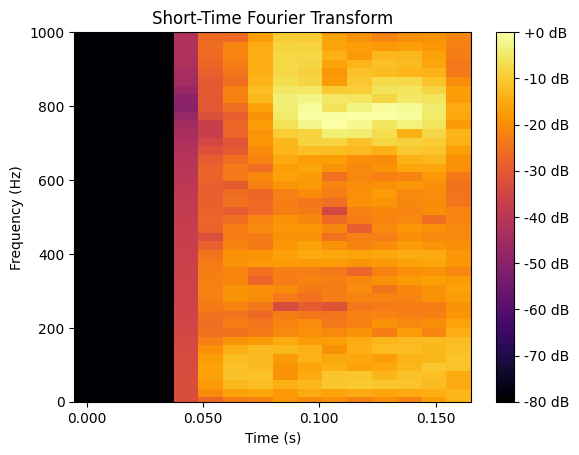 Short-Time Fourier Transform
1000
800
600
400
200
0
Frequency (Hz)
0.000
0.050
0.100
0.150
Time (s)
+0 dB
-10 dB
-20 dB
-30 dB
-40 dB
-50 dB
-60 dB
-70 dB
-80 dB